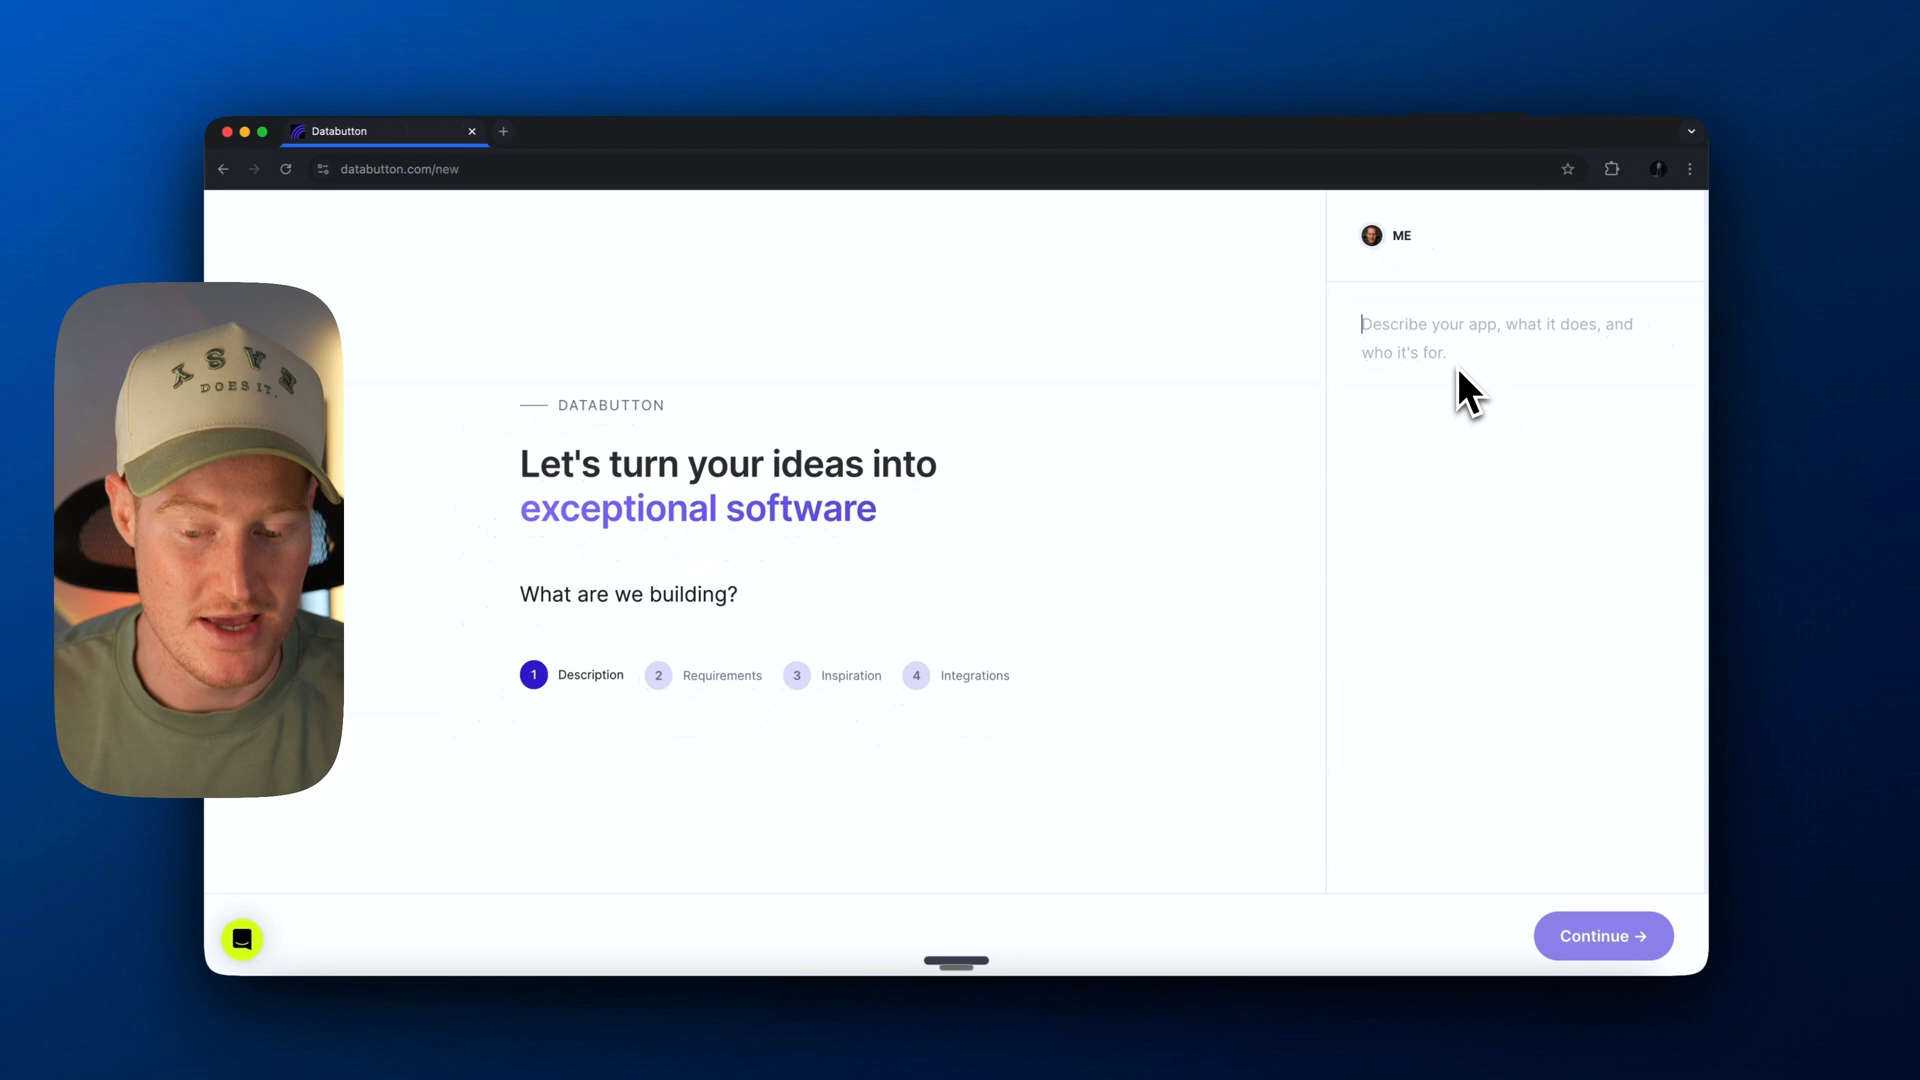 Databutton
databutton.com/new
ME
Describe your app, what it does, and
who it's for.
DATABUTTON
Let's turn your ideas into
exceptional software
What are we building?
1 Description 2 Requirements 3 Inspiration 4 Integrations
Continue →
DOES IT.